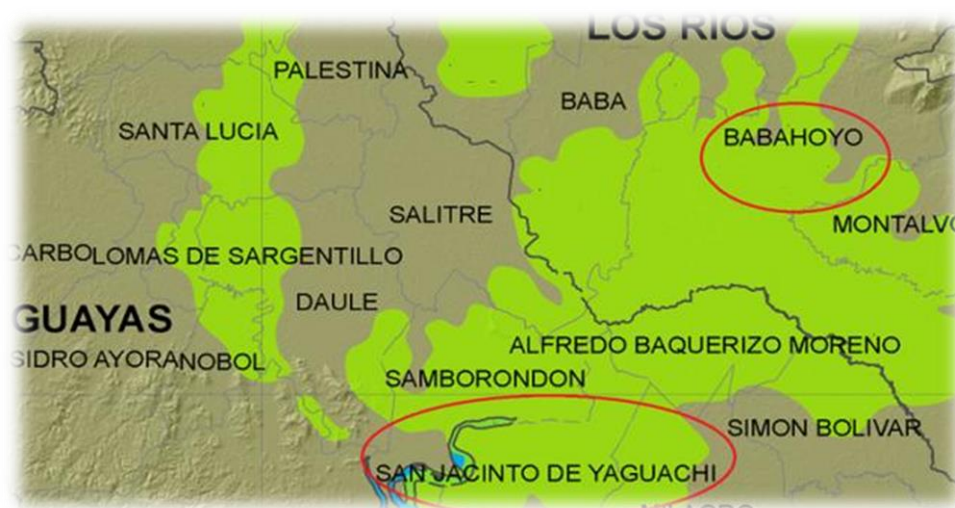 LOS RIOS
PALESTINA
BABA
SANTA LUCIA
BABAHOYO
SALITRE
MONTALVO
CARBO
LOMAS DE SARGENTILLO
DAULE
GUAYAS
ALFREDO BAQUERIZO MORENO
SIDRO AYORA
NOBOL
SAMBORONDON
SIMON BOLIVAR
SAN JACINTO DE YAGUACHI